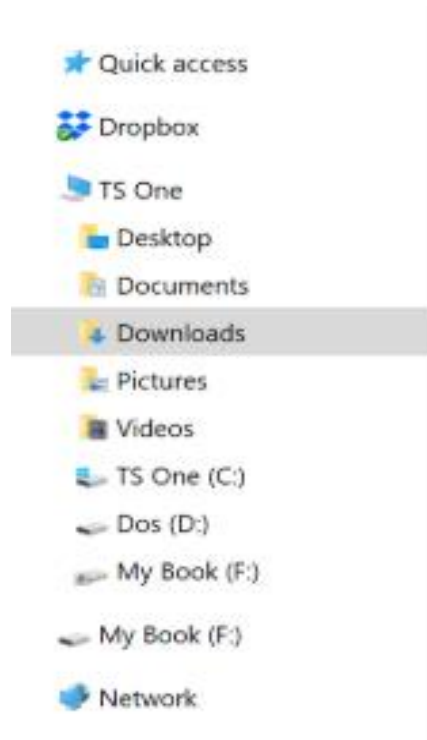 Quick access
Dropbox
TS One
Desktop
Documents
Downloads
Pictures
Videos
TS One (C:)
Dos (D:)
My Book (F:)
My Book (F:)
Network